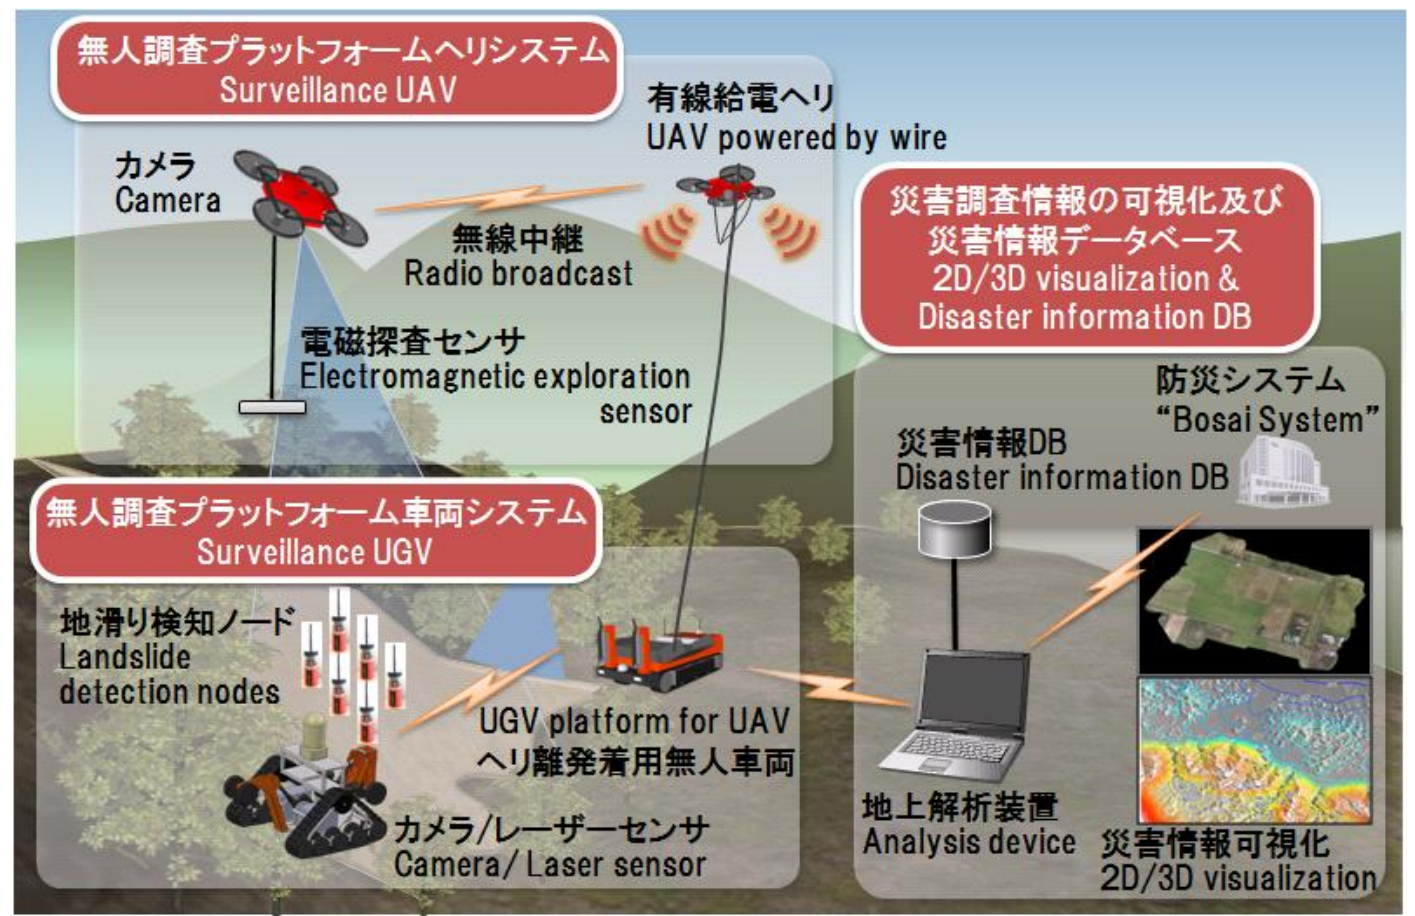 無人調査プラットフォームヘリシステム
Surveillance UAV
有線給電ヘリ
UAV powered by wire
カメラ
Camera
無線中継
Radio broadcast
電磁探査センサ
Electromagnetic exploration
sensor
災害調査情報の可視化及び
災害情報データベース
2D/3D visualization &
Disaster information DB
防災システム
“Bosai System”
災害情報DB
Disaster information DB
無人調査プラットフォーム車両システム
Surveillance UGV
地滑り検知ノード
Landslide
detection nodes
UGV platform for UAV
ヘリ離発着用無人車両
カメラ/レーザーセンサ
Camera/ Laser sensor
地上解析装置
Analysis device
災害情報可視化
2D/3D visualization